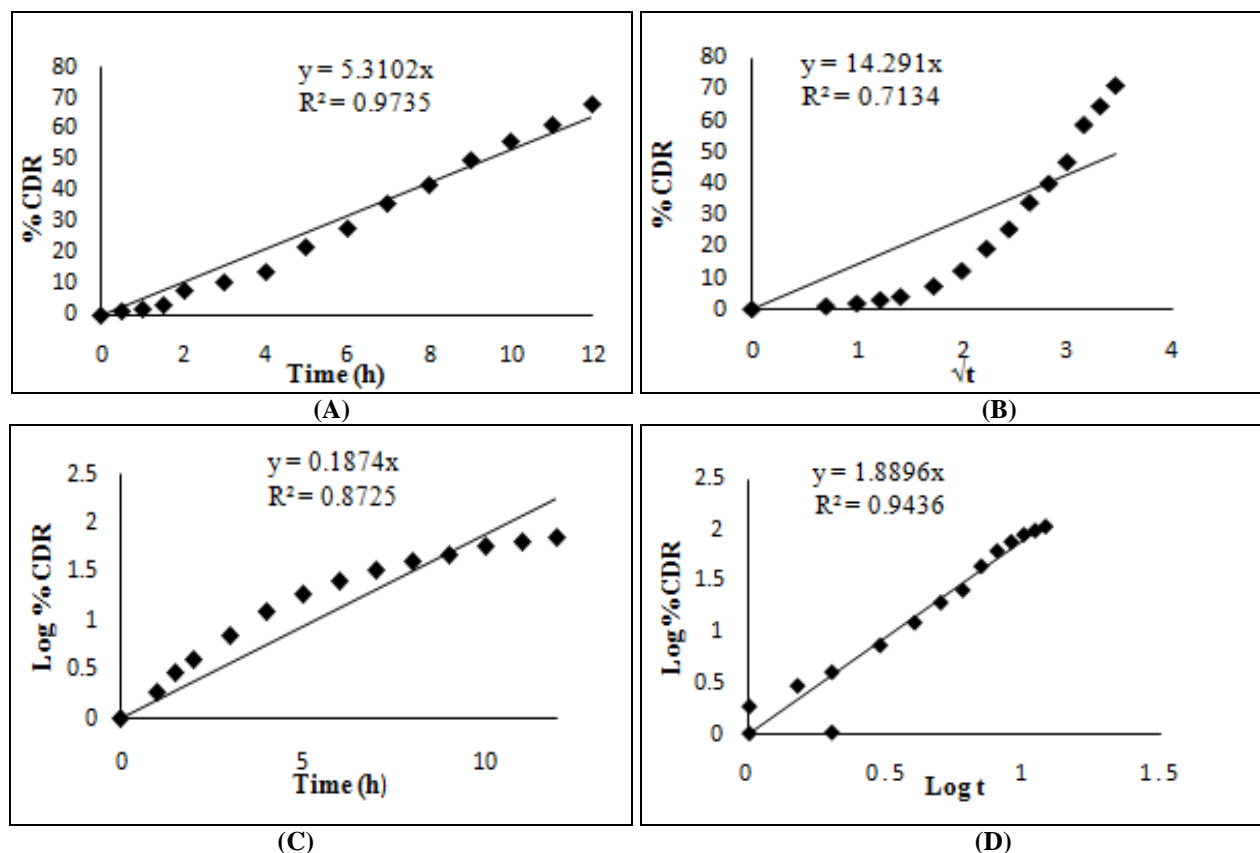 y = 5.3102x
R² = 0.9735
80
70
60
50
40
30
20
10
0
%CDR
0 2 4 6 8 10 12
Time (h)
(A)
y = 14.291x
R² = 0.7134
80
70
60
50
40
30
20
10
0
%CDR
0 1 2 3 4
√t
(B)
y = 0.1874x
R² = 0.8725
2.5
2
1.5
1
0.5
0
Log %CDR
0 5 10
Time (h)
(C)
y = 1.8896x
R² = 0.9436
2.5
2
1.5
1
0.5
0
Log %CDR
0 0.5 1 1.5
Log t
(D)